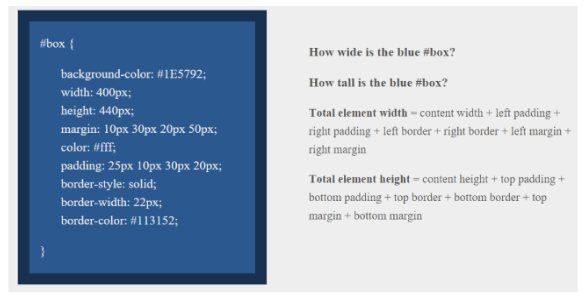 #box {
background-color: #1E5792;
width: 400px;
height: 440px;
margin: 10px 30px 20px 50px;
color: #fff;
padding: 25px 10px 30px 20px;
border-style: solid;
border-width: 22px;
border-color: #113152;
}
How wide is the blue #box?
How tall is the blue #box?
Total element width = content width + left padding +
right padding + left border + right border + left margin +
right margin
Total element height = content height + top padding +
bottom padding + top border + bottom border + top
margin + bottom margin